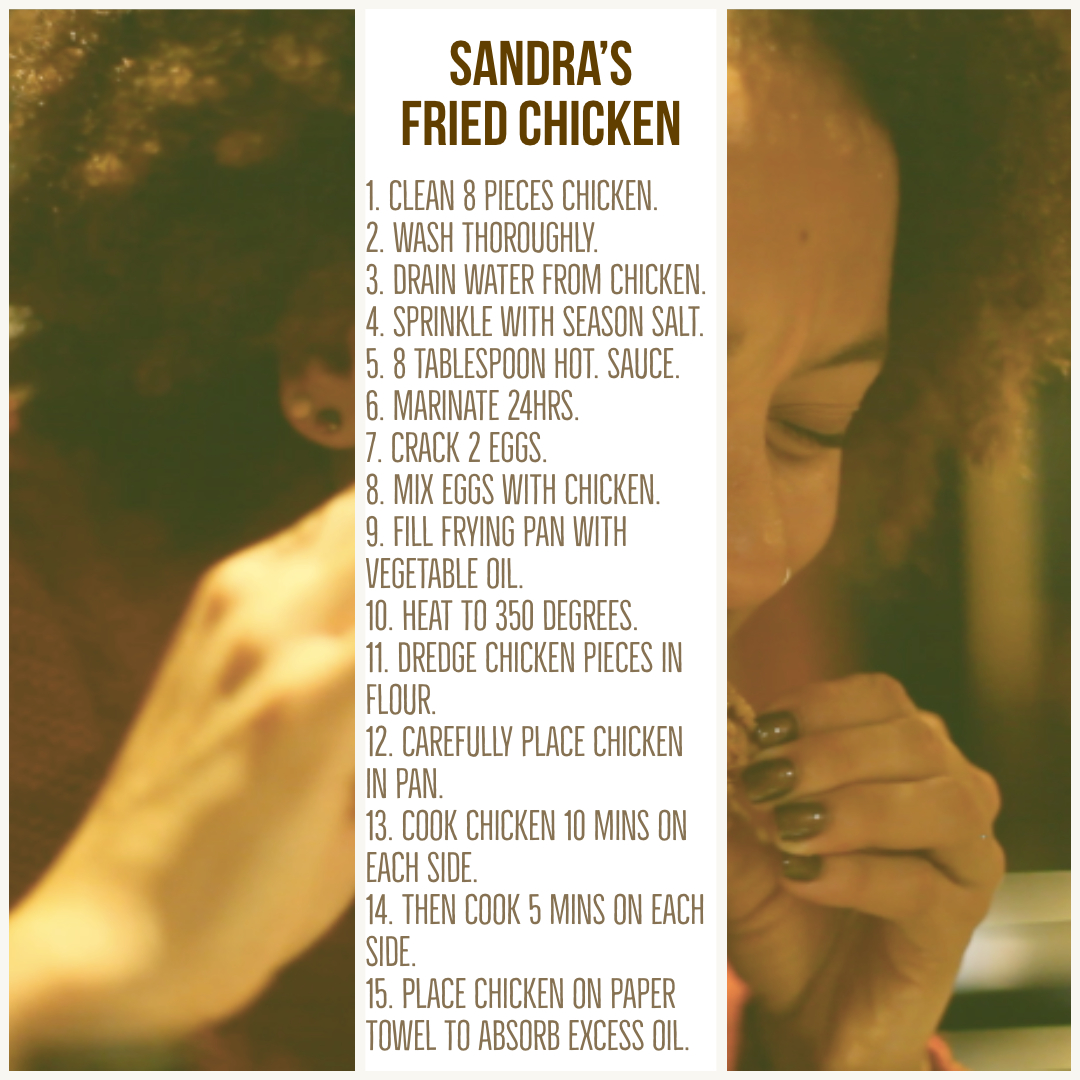 SANDRA'S
FRIED CHICKEN
1. CLEAN 8 PIECES CHICKEN.
2. WASH THOROUGHLY.
3. DRAIN WATER FROM CHICKEN.
4. SPRINKLE WITH SEASON SALT.
5. 8 TABLESPOON HOT. SAUCE.
6. MARINATE 24HRS.
7. CRACK 2 EGGS.
8. MIX EGGS WITH CHICKEN.
9. FILL FRYING PAN WITH
VEGETABLE OIL.
10. HEAT TO 350 DEGREES.
11. DREDGE CHICKEN PIECES IN
FLOUR.
12. CAREFULLY PLACE CHICKEN
IN PAN.
13. COOK CHICKEN 10 MINS ON
EACH SIDE.
14. THEN COOK 5 MINS ON EACH
SIDE.
15. PLACE CHICKEN ON PAPER
TOWEL TO ABSORB EXCESS OIL.